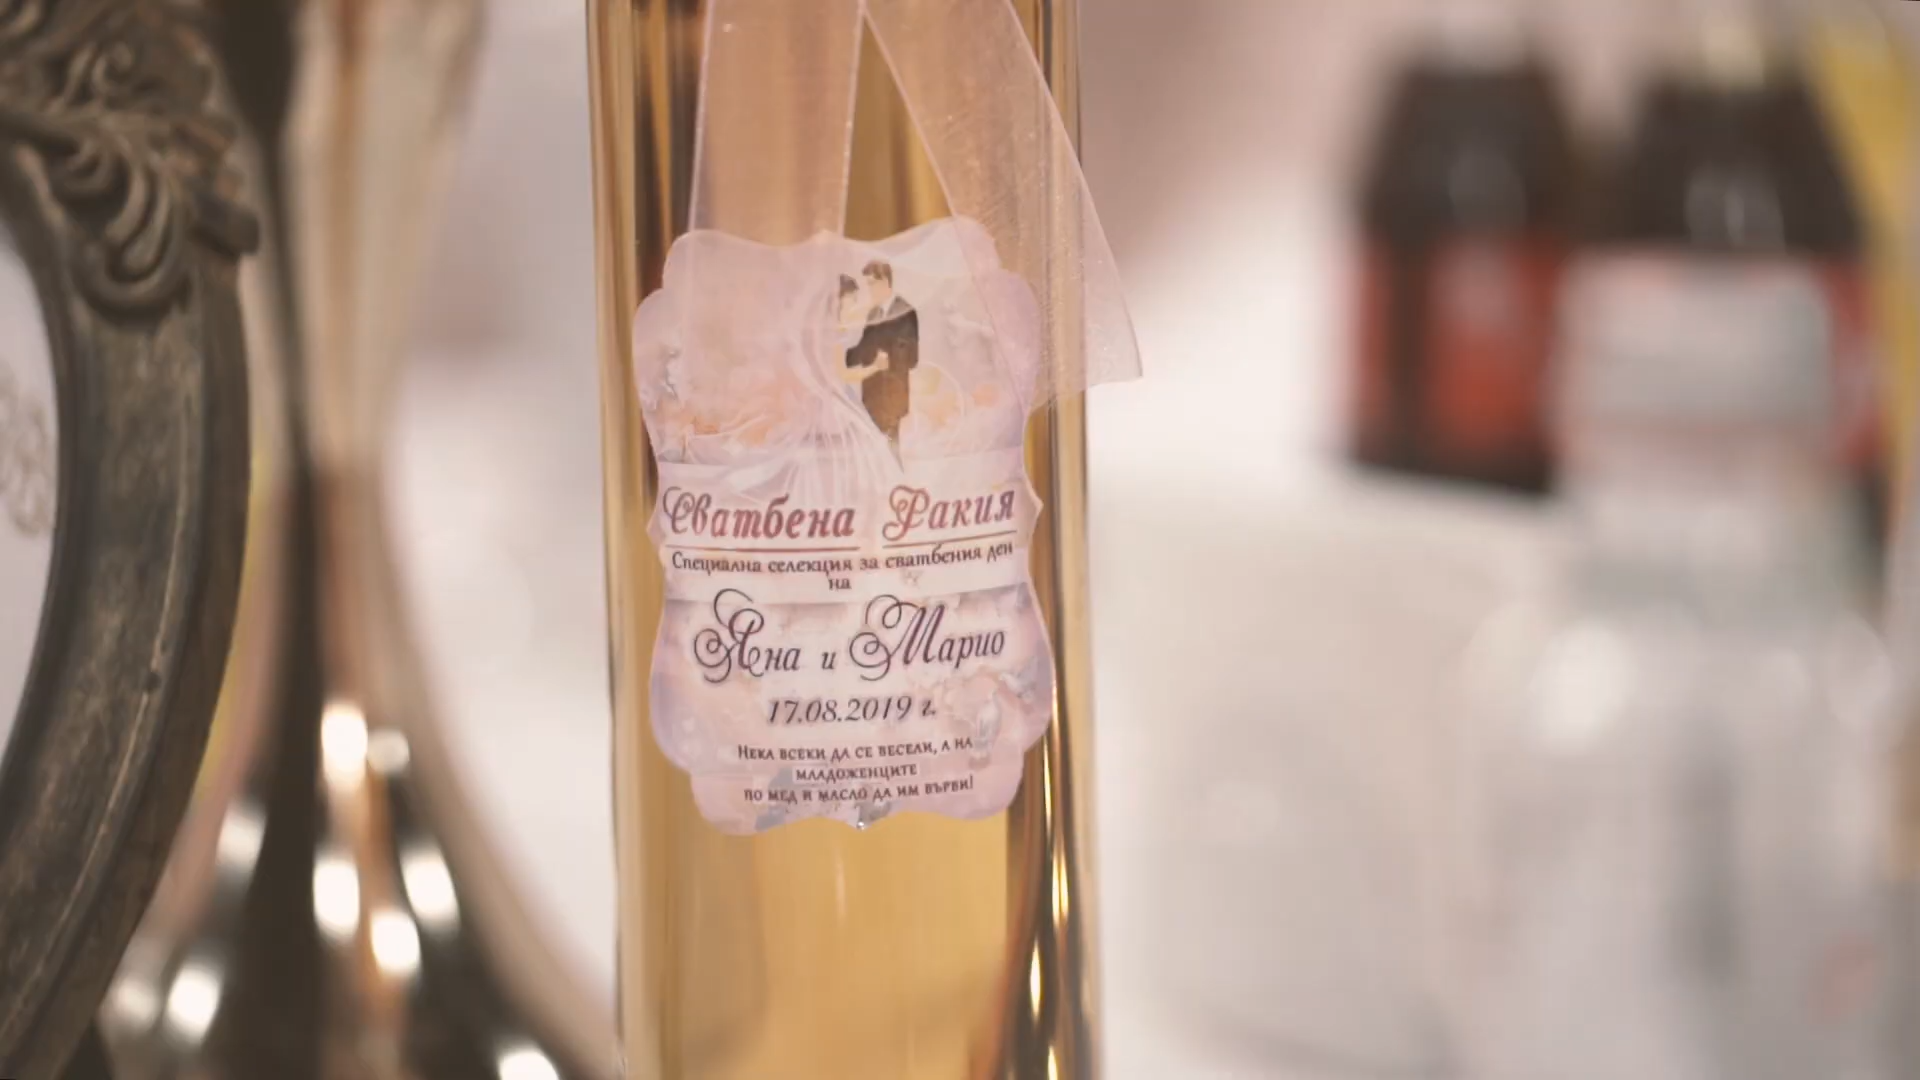 Сватбена Ракия
Специална селекция за сватбения ден
на
Яна и Марио
17.08.2019 г.
Нека всеки да се весели, а на
младоженците
по мед и масло да им върви!